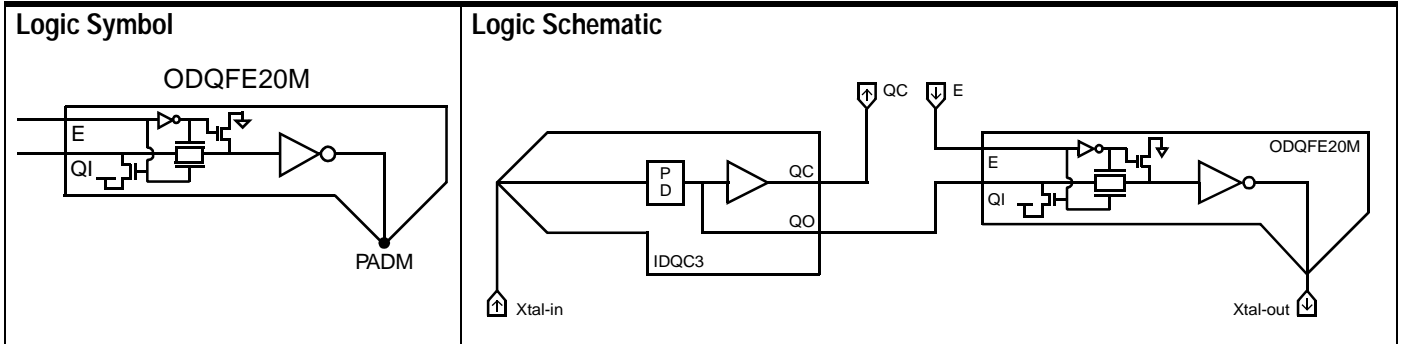 Logic Symbol
ODQFE20M
E
QI
PADM
Logic Schematic
QC
E
P
D
QC
QO
IDQC3
Xtal-in
ODQFE20M
E
QI
Xtal-out